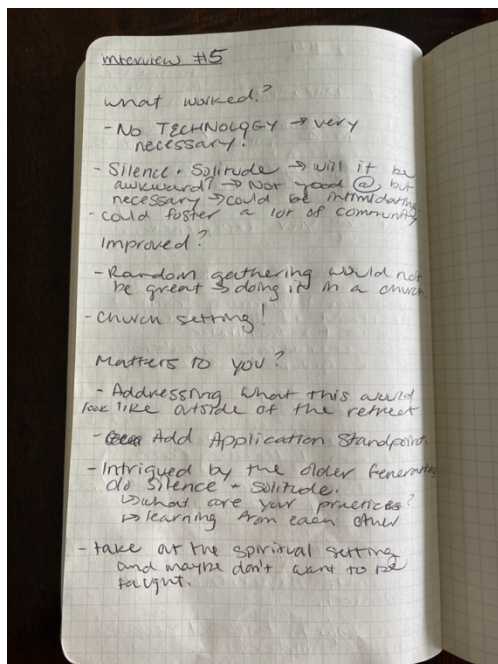 interview #5
what worked?
- NO TECHNOLOGY → very
necessary!
- Silence + Solitude → will it be
awkward? → Not good @, but
necessary → could be intimidating
- could foster a lot of community
Improved?
- Random gathering would not
be great → doing it in a church.
- church setting!
Matters to you?
- Addressing what this would
look like outside of the retreat
- Add Application Standpoint.
- Intrigued by the older generation
do Silence + Solitude.
↳ what are your practices?
↳ learning from each other
- take out the spiritual setting
and maybe don't want to be
taught.